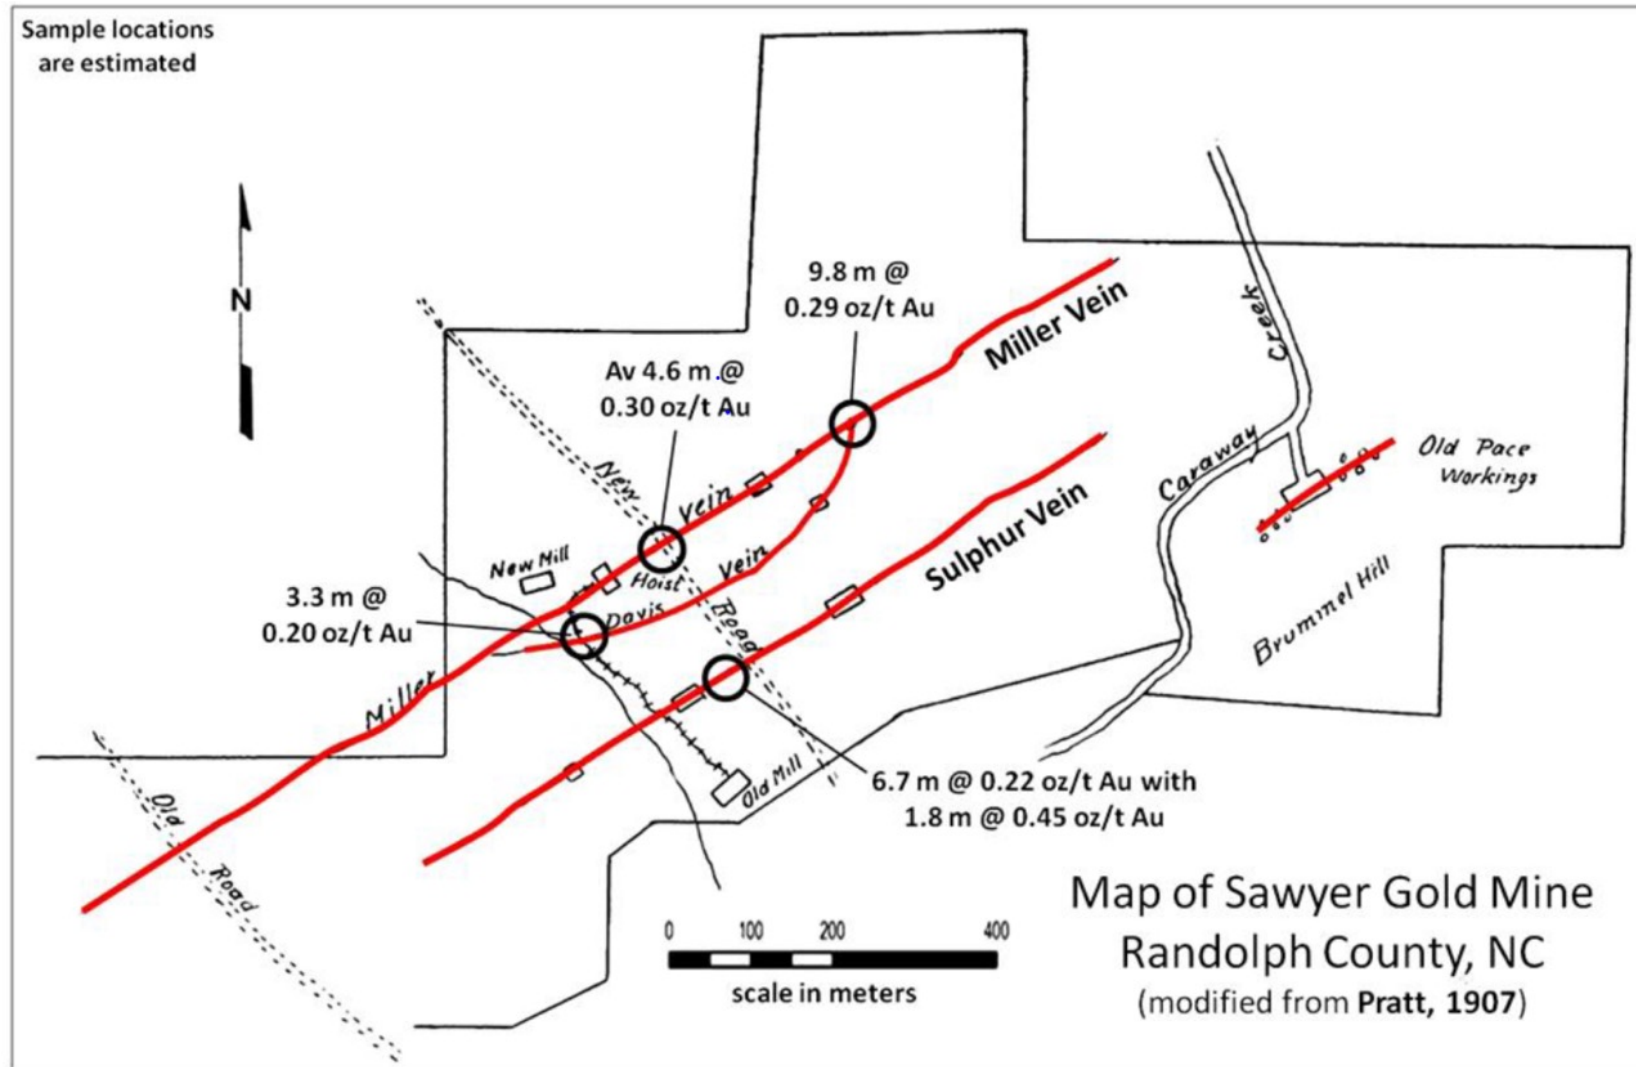 Sample locations
are estimated
N
9.8 m @
0.29 oz/t Au
Miller Vein
Creek
Av 4.6 m @
0.30 oz/t Au
Caraway
Old Pace
Workings
New
Vein
Sulphur Vein
New Mill
Hoist
Vein
3.3 m @
0.20 oz/t Au
Davis
Road
Brummel Hill
Miller
Old Mill
6.7 m @ 0.22 oz/t Au with
1.8 m @ 0.45 oz/t Au
Old
Road
Map of Sawyer Gold Mine
Randolph County, NC
(modified from Pratt, 1907)
0 100 200 400
scale in meters